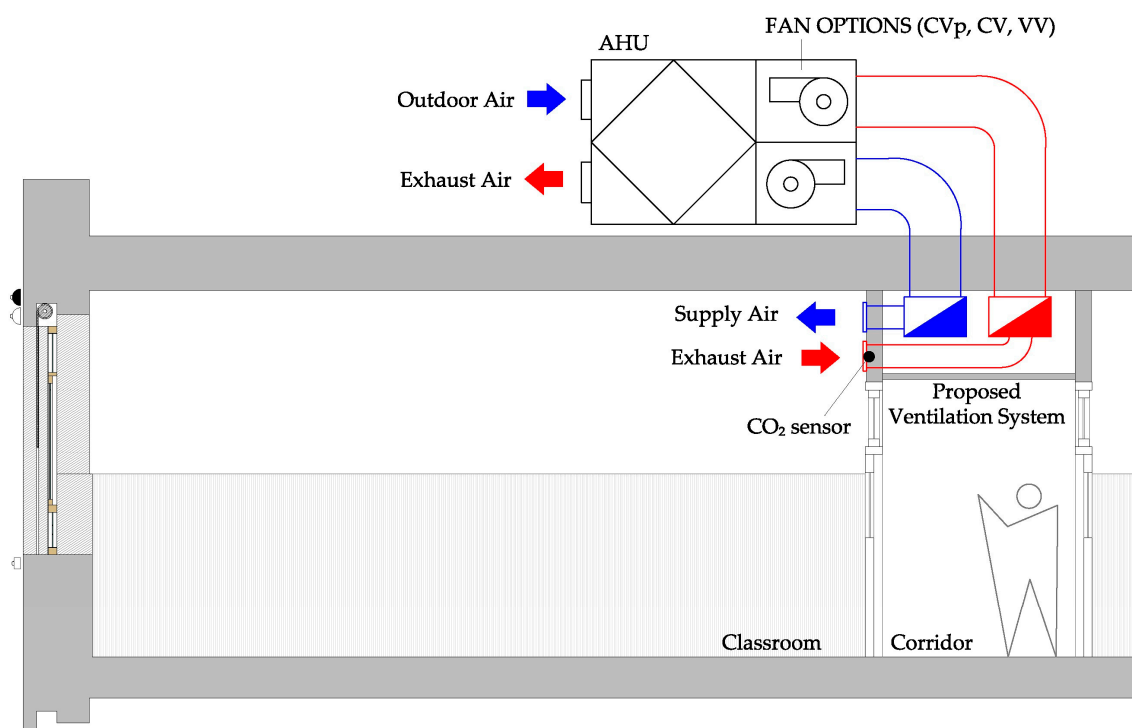 FAN OPTIONS (CVp, CV, VV)
AHU
Outdoor Air
Exhaust Air
Supply Air
Exhaust Air
CO₂ sensor
Proposed
Ventilation System
Classroom
Corridor